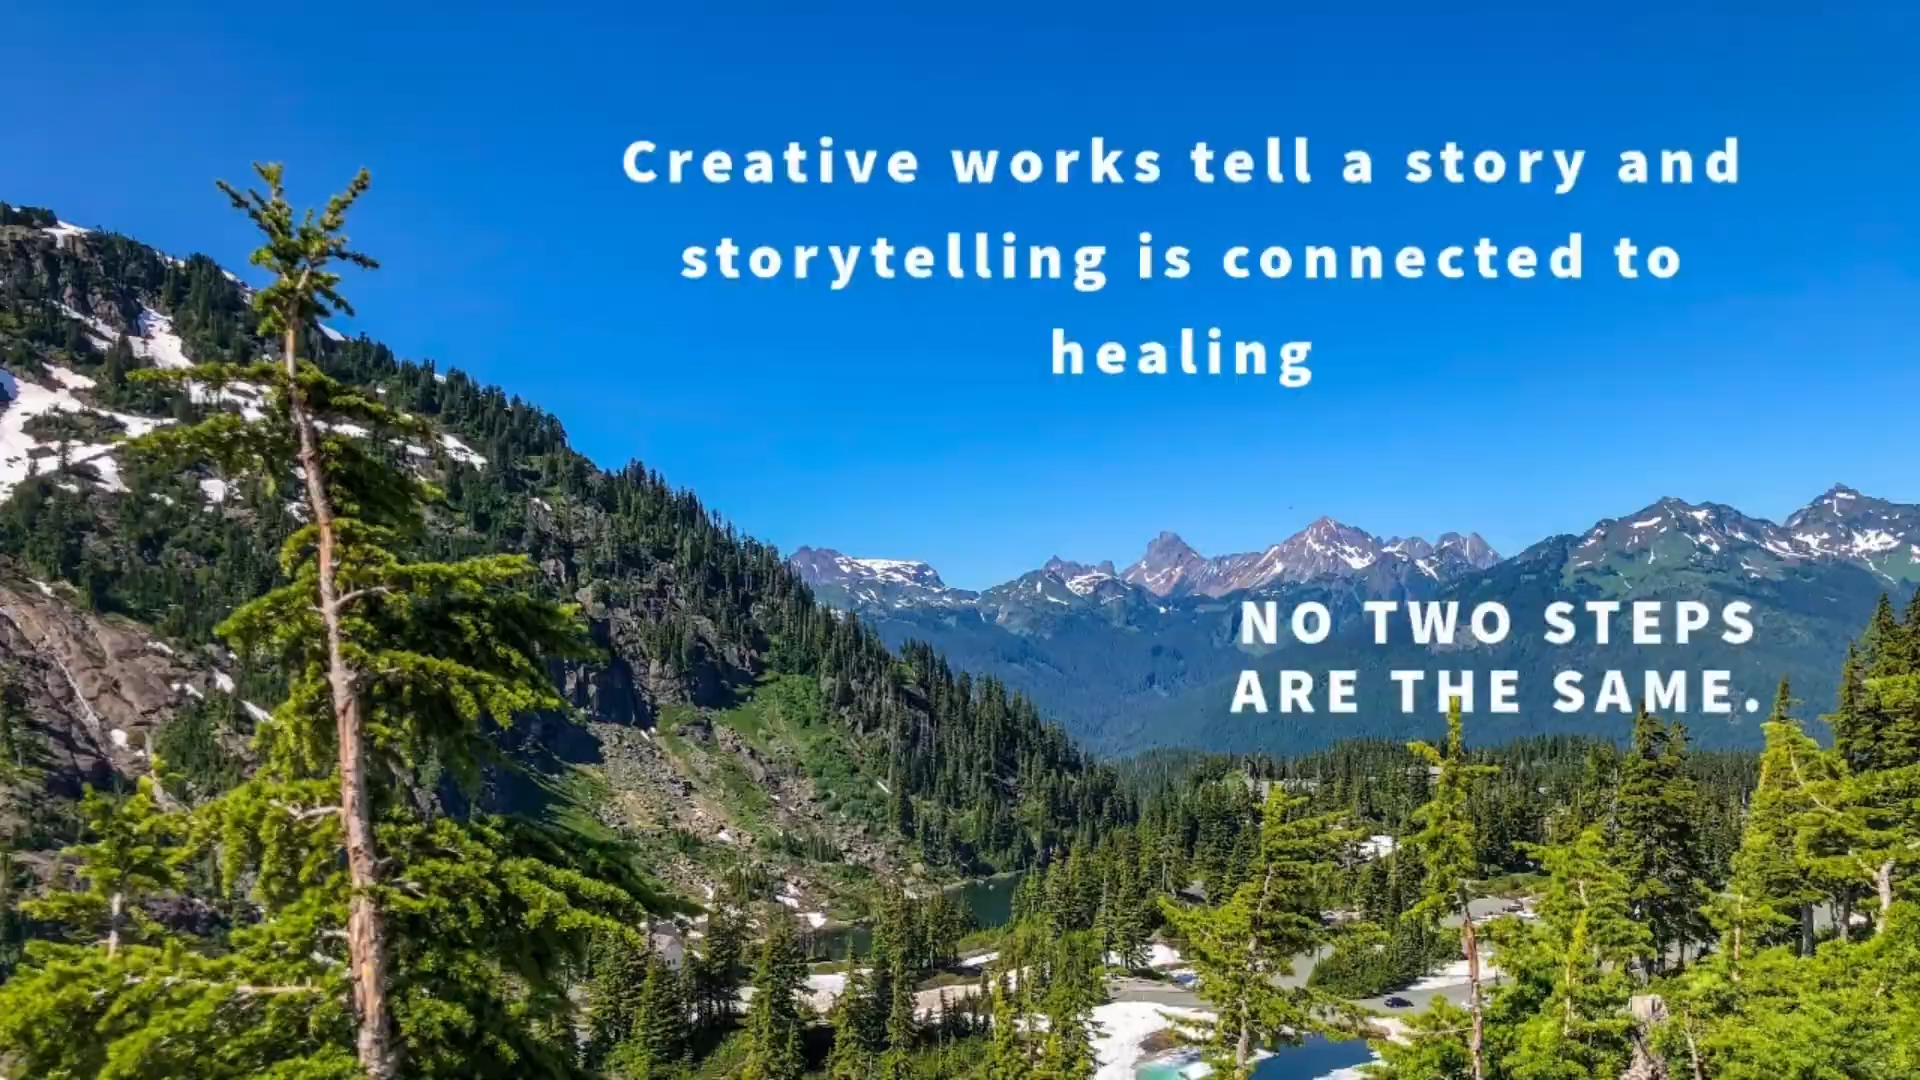 Creative works tell a story and
storytelling is connected to
healing
NO TWO STEPS
ARE THE SAME.